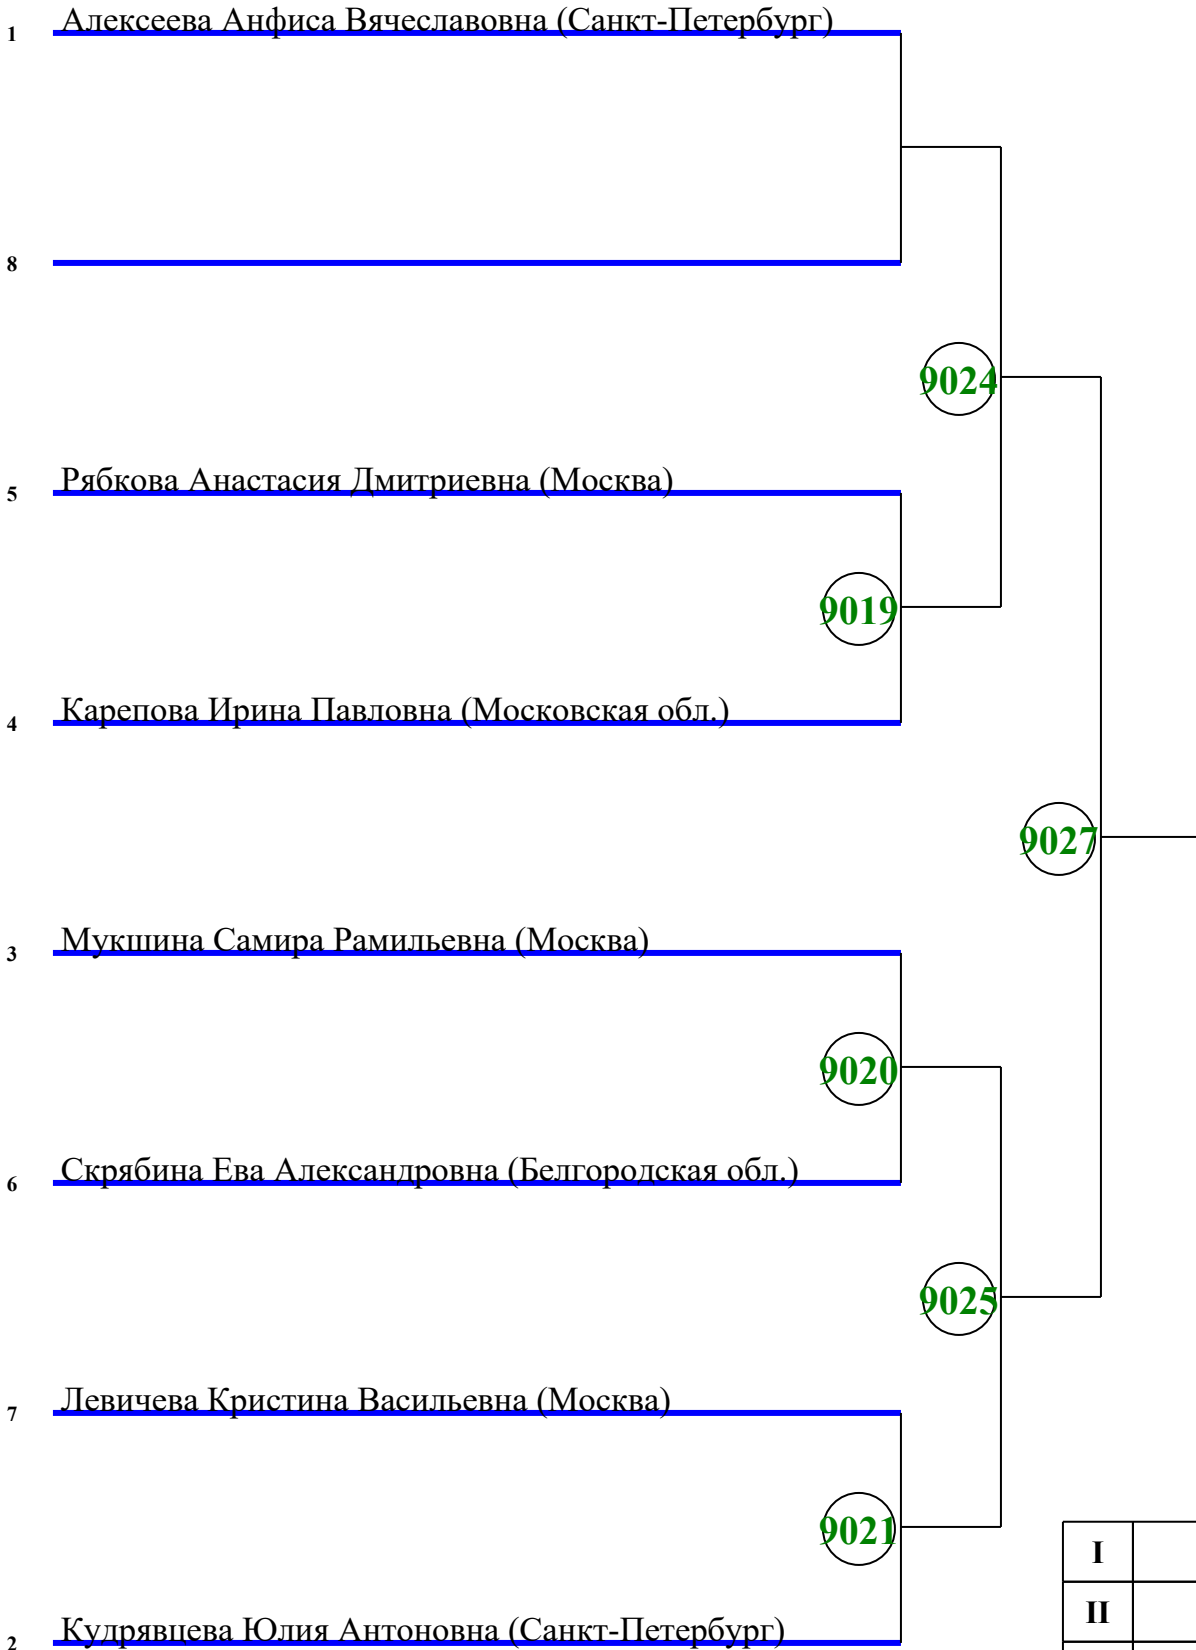 1 Алексеева Анфиса Вячеславовна (Санкт-Петербург)
8
9024
5 Рябкова Анастасия Дмитриевна (Москва)
9019
4 Карепова Ирина Павловна (Московская обл.)
9027
3 Мукшина Самира Рамильевна (Москва)
9020
6 Скрябина Ева Александровна (Белгородская обл.)
9025
7 Левичева Кристина Васильевна (Москва)
9021
I
II
2 Кудрявцева Юлия Антоновна (Санкт-Петербург)